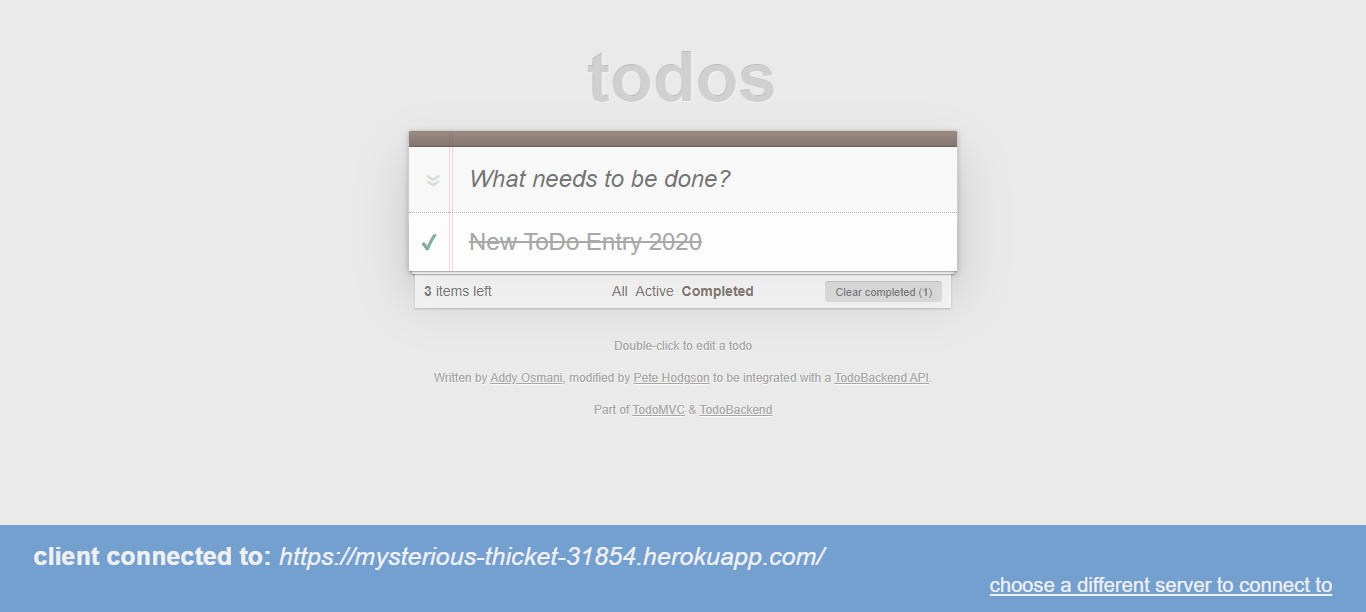 todos
What needs to be done?
New ToDo Entry 2020
3 items left All Active Completed Clear completed (1)
Double-click to edit a todo
Written by Addy Osmani, modified by Pete Hodgson to be integrated with a TodoBackend API.
Part of TodoMVC & TodoBackend
client connected to: https://mysterious-thicket-31854.herokuapp.com/
choose a different server to connect to